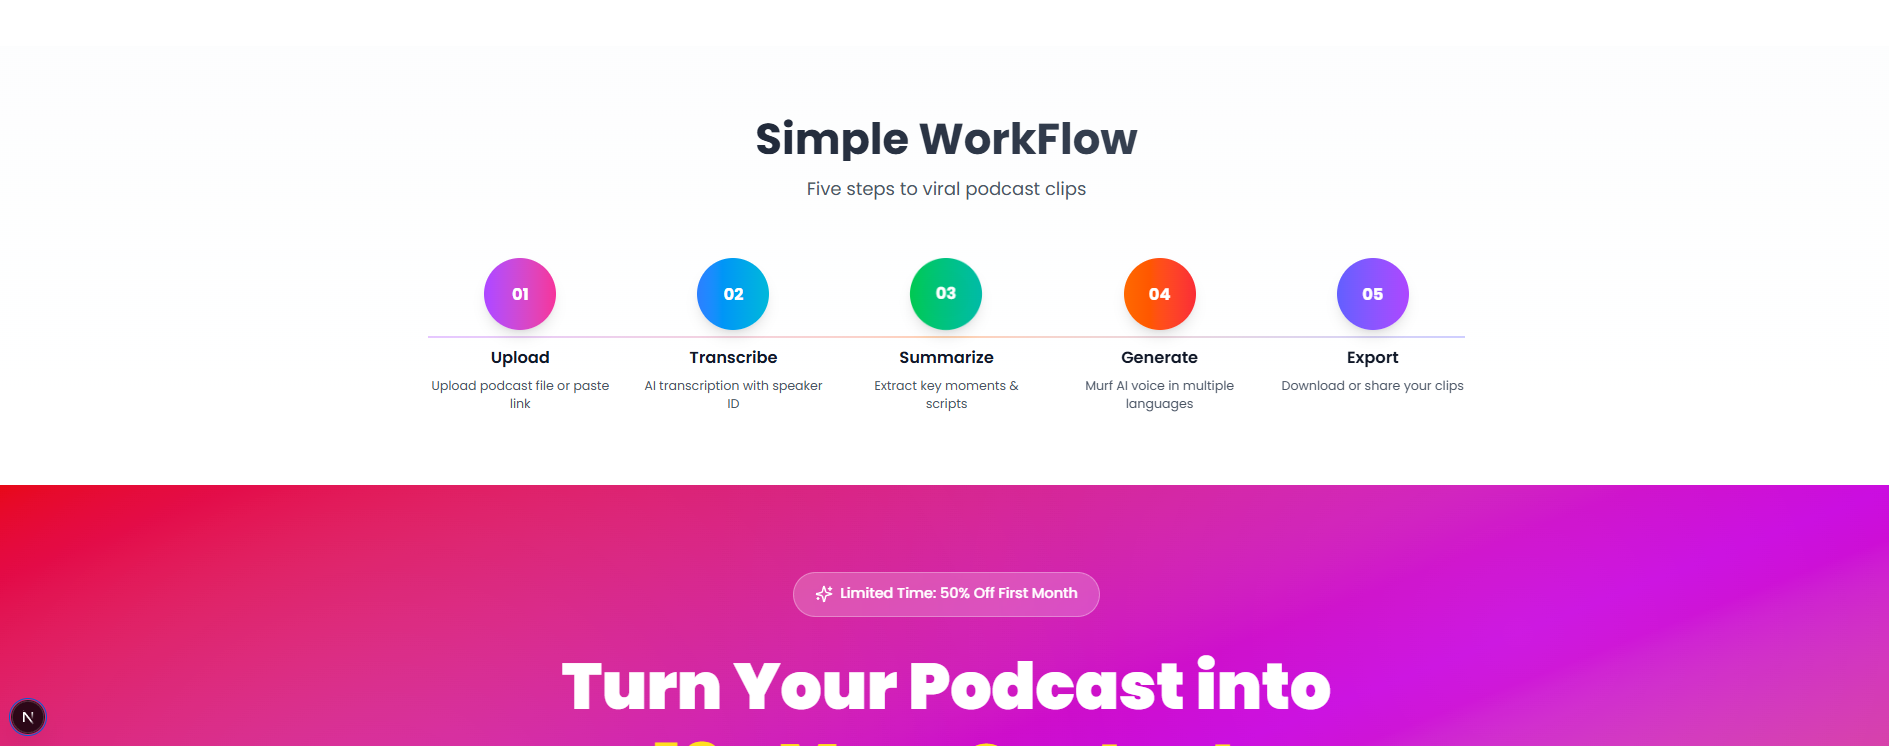 Simple WorkFlow
Five steps to viral podcast clips
01
02
03
04
05
Upload
Transcribe
Summarize
Generate
Export
Upload podcast file or paste
link
AI transcription with speaker
ID
Extract key moments &
scripts
Murf AI voice in multiple
languages
Download or share your clips
Limited Time: 50% Off First Month
Turn Your Podcast into
N